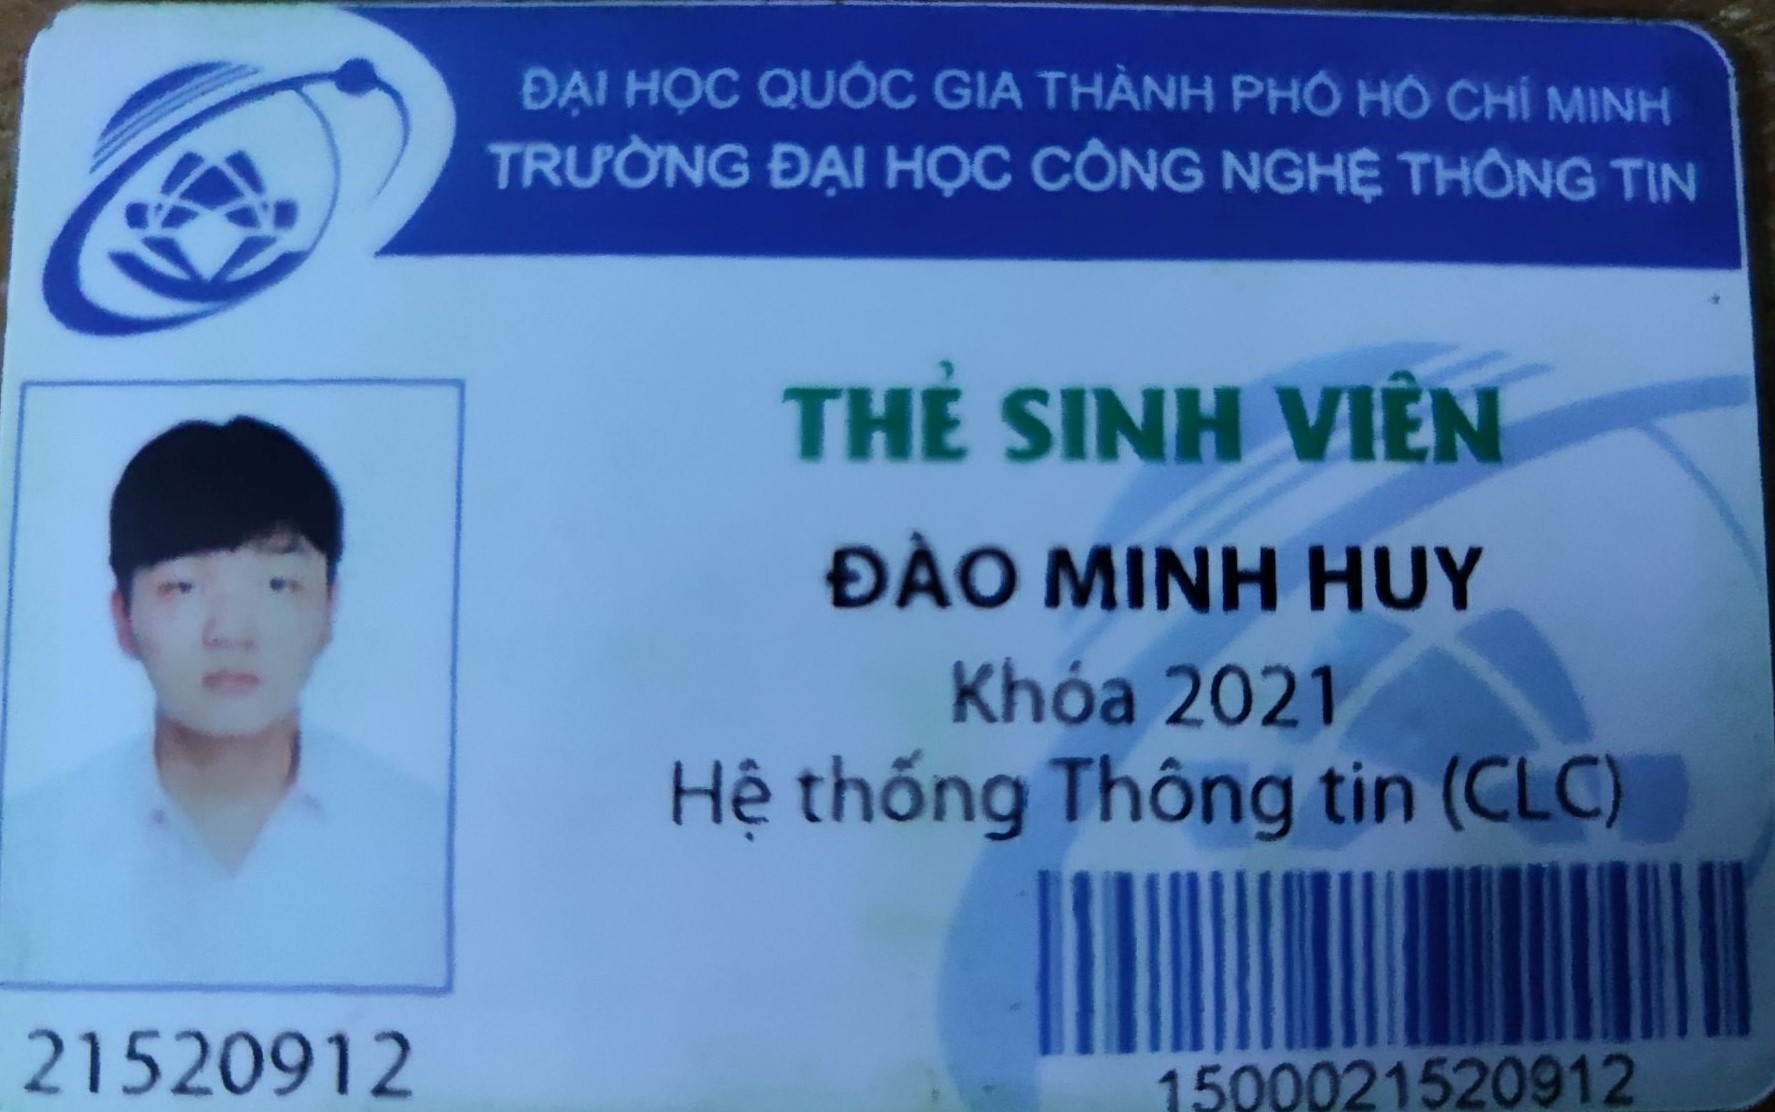 ĐẠI HỌC QUỐC GIA THÀNH PHỐ HỒ CHÍ MINH
TRƯỜNG ĐẠI HỌC CÔNG NGHỆ THÔNG TIN
THẺ SINH VIÊN
ĐÀO MINH HUY
Khóa 2021
Hệ thống Thông tin (CLC)
21520912
1500021520912